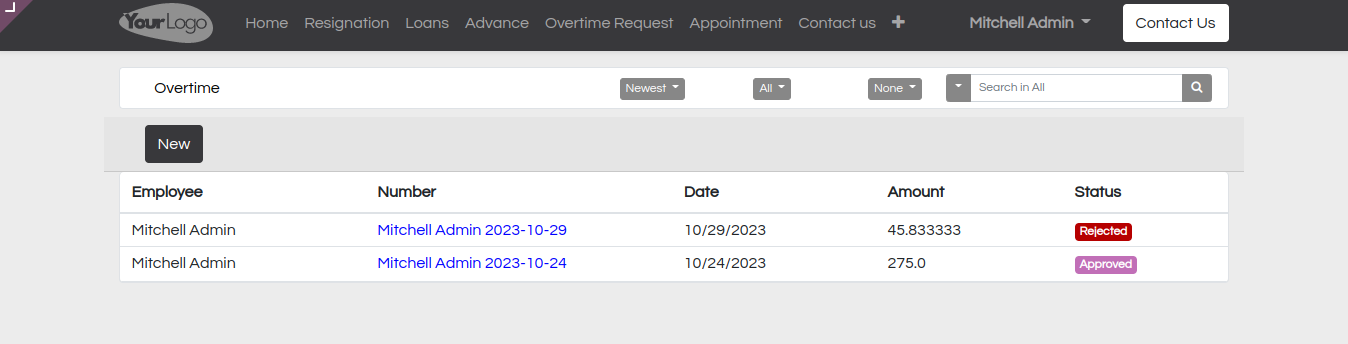 YourLogo Home Resignation Loans Advance Overtime Request Appointment Contact us Mitchell Admin Contact Us
Overtime Newest All None Search in All
New
Employee Number Date Amount Status
Mitchell Admin Mitchell Admin 2023-10-29 10/29/2023 45.833333 Rejected
Mitchell Admin Mitchell Admin 2023-10-24 10/24/2023 275.0 Approved